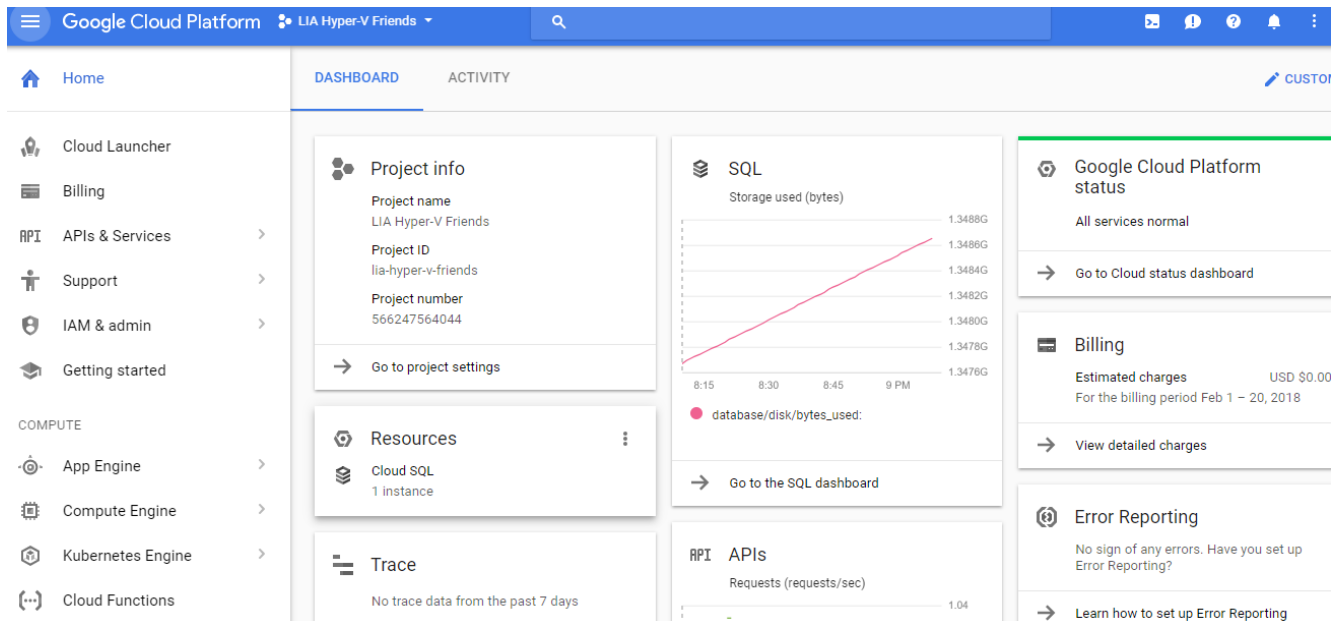 Google Cloud Platform LIA Hyper-V Friends
Home
Cloud Launcher
Billing
API APIs & Services
Support
IAM & admin
Getting started
COMPUTE
App Engine
Compute Engine
Kubernetes Engine
Cloud Functions
DASHBOARD ACTIVITY
Project info
Project name
LIA Hyper-V Friends
Project ID
lia-hyper-v-friends
Project number
566247564044
Go to project settings
Resources
Cloud SQL
1 instance
Trace
No trace data from the past 7 days
SQL
Storage used (bytes)
1.3488G
1.3486G
1.3484G
1.3482G
1.3480G
1.3478G
1.3476G
8:15 8:30 8:45 9 PM
database/disk/bytes_used:
Go to the SQL dashboard
API APIs
Requests (requests/sec)
1.04
CUSTOM
Google Cloud Platform
status
All services normal
Go to Cloud status dashboard
Billing
Estimated charges USD $0.00
For the billing period Feb 1 – 20, 2018
View detailed charges
Error Reporting
No sign of any errors. Have you set up
Error Reporting?
Learn how to set up Error Reporting